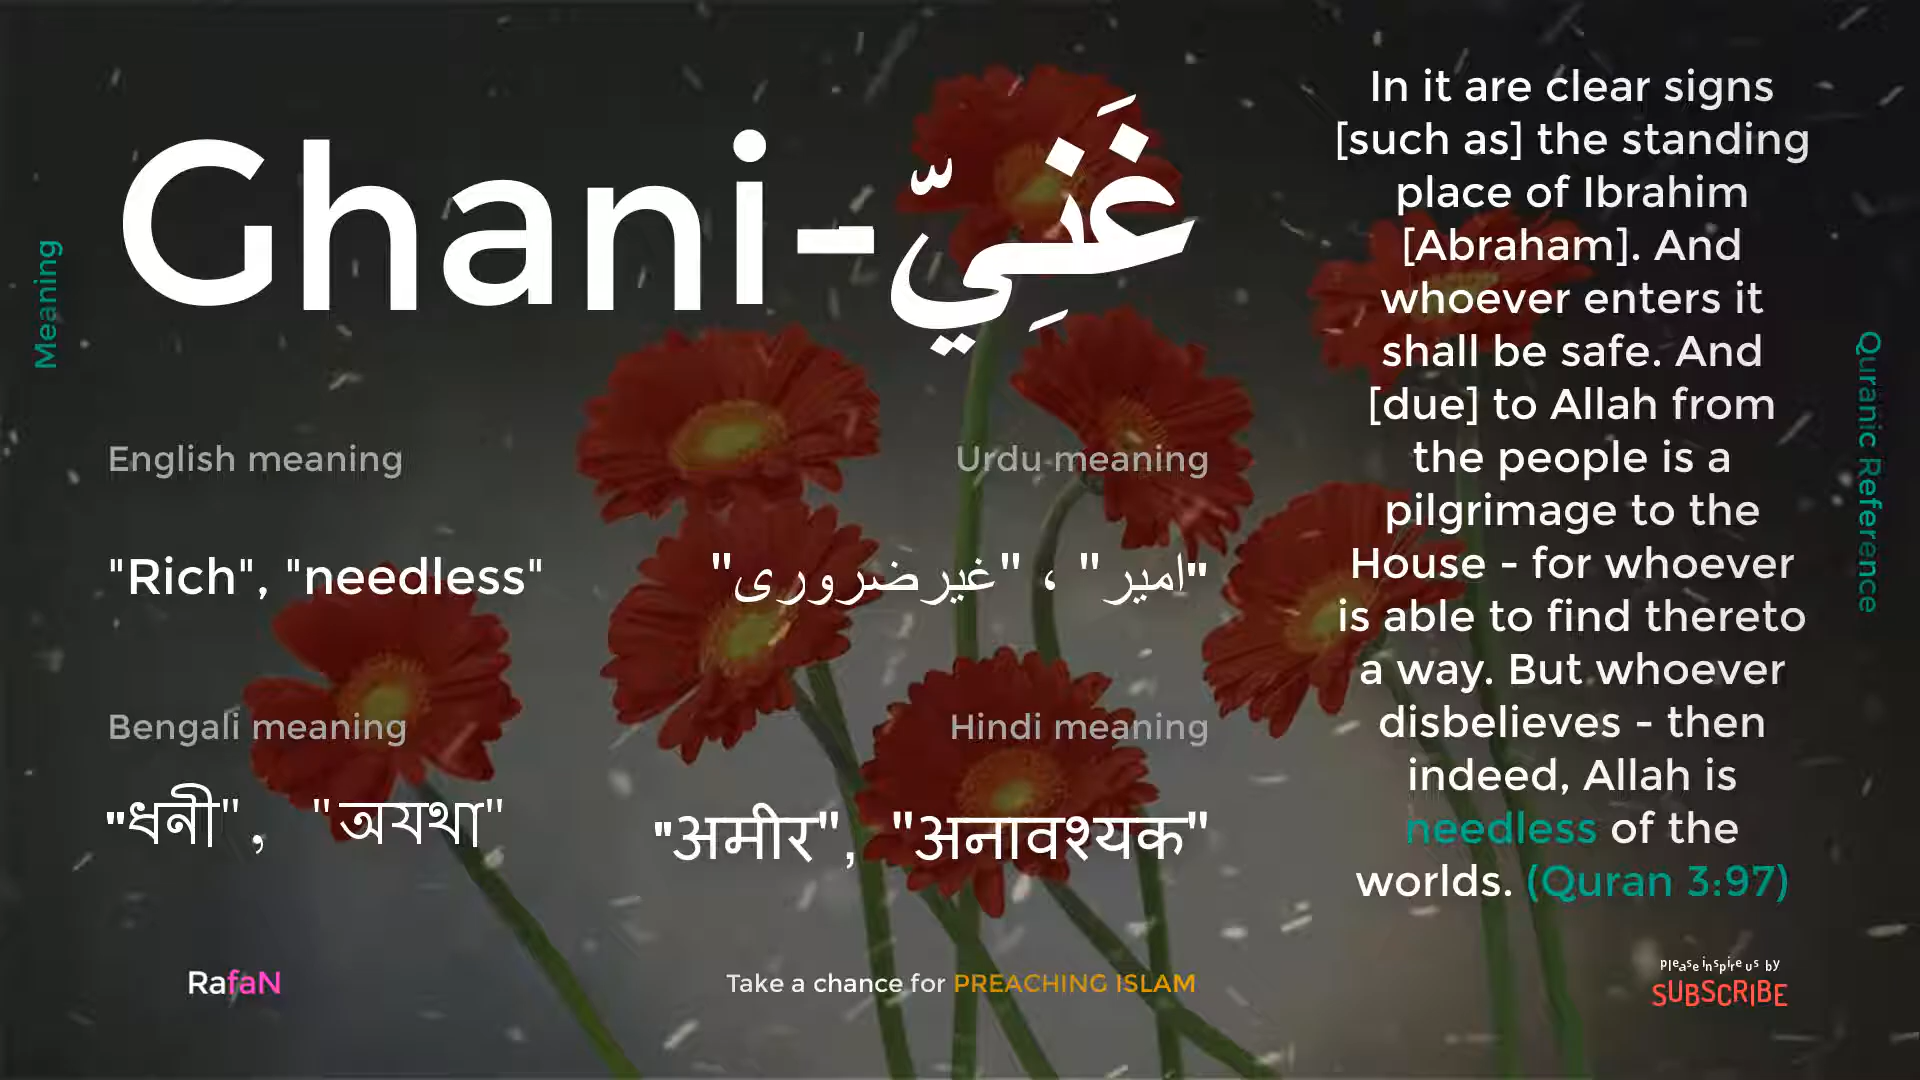 Meaning
Ghani-غَنِيّ
English meaning
"Rich", "needless"
Urdu meaning
"امیر" ، "غیر ضروری"
Bengali meaning
"ধনী", "অযথা"
Hindi meaning
"अमीर", "अनावश्यक"
In it are clear signs
[such as] the standing
place of Ibrahim
[Abraham]. And
whoever enters it
shall be safe. And
[due] to Allah from
the people is a
pilgrimage to the
House - for whoever
is able to find thereto
a way. But whoever
disbelieves - then
indeed, Allah is
needless of the
worlds. (Quran 3:97)
Quranic Reference
RafaN
Take a chance for PREACHING ISLAM
Please inspire us by
SUBSCRIBE